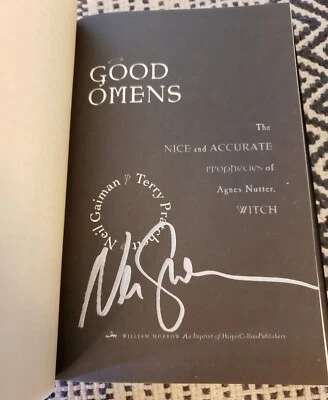 GOOD
OMENS
The
NICE and ACCURATE
Prophecies of
Agnes Nutter,
WITCH
Neil Gaiman & Terry Pratchett
WILLIAM MORROW An Imprint of HarperCollinsPublishers